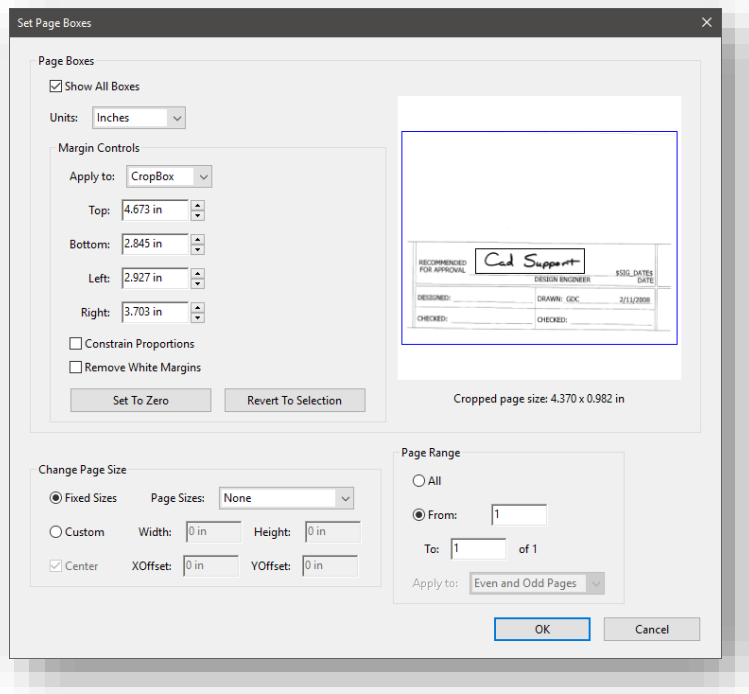 Set Page Boxes
Page Boxes
Show All Boxes
Units: Inches
Margin Controls
Apply to: CropBox
Top: 4.673 in
Bottom: 2.845 in
Left: 2.927 in
Right: 3.703 in
Constrain Proportions
Remove White Margins
Set To Zero Revert To Selection
RECOMMENDED
FOR APPROVAL
Cad Support
DESIGN ENGINEER
$SIG_DATES
DATE
DESIGNED: DRAWN: GDC 2/11/2008
CHECKED: CHECKED:
Cropped page size: 4.370 x 0.982 in
Change Page Size
Fixed Sizes Page Sizes: None
Custom Width: 0 in Height: 0 in
Center XOffset: 0 in YOffset: 0 in
Page Range
All
From: 1
To: 1 of 1
Apply to: Even and Odd Pages
OK Cancel